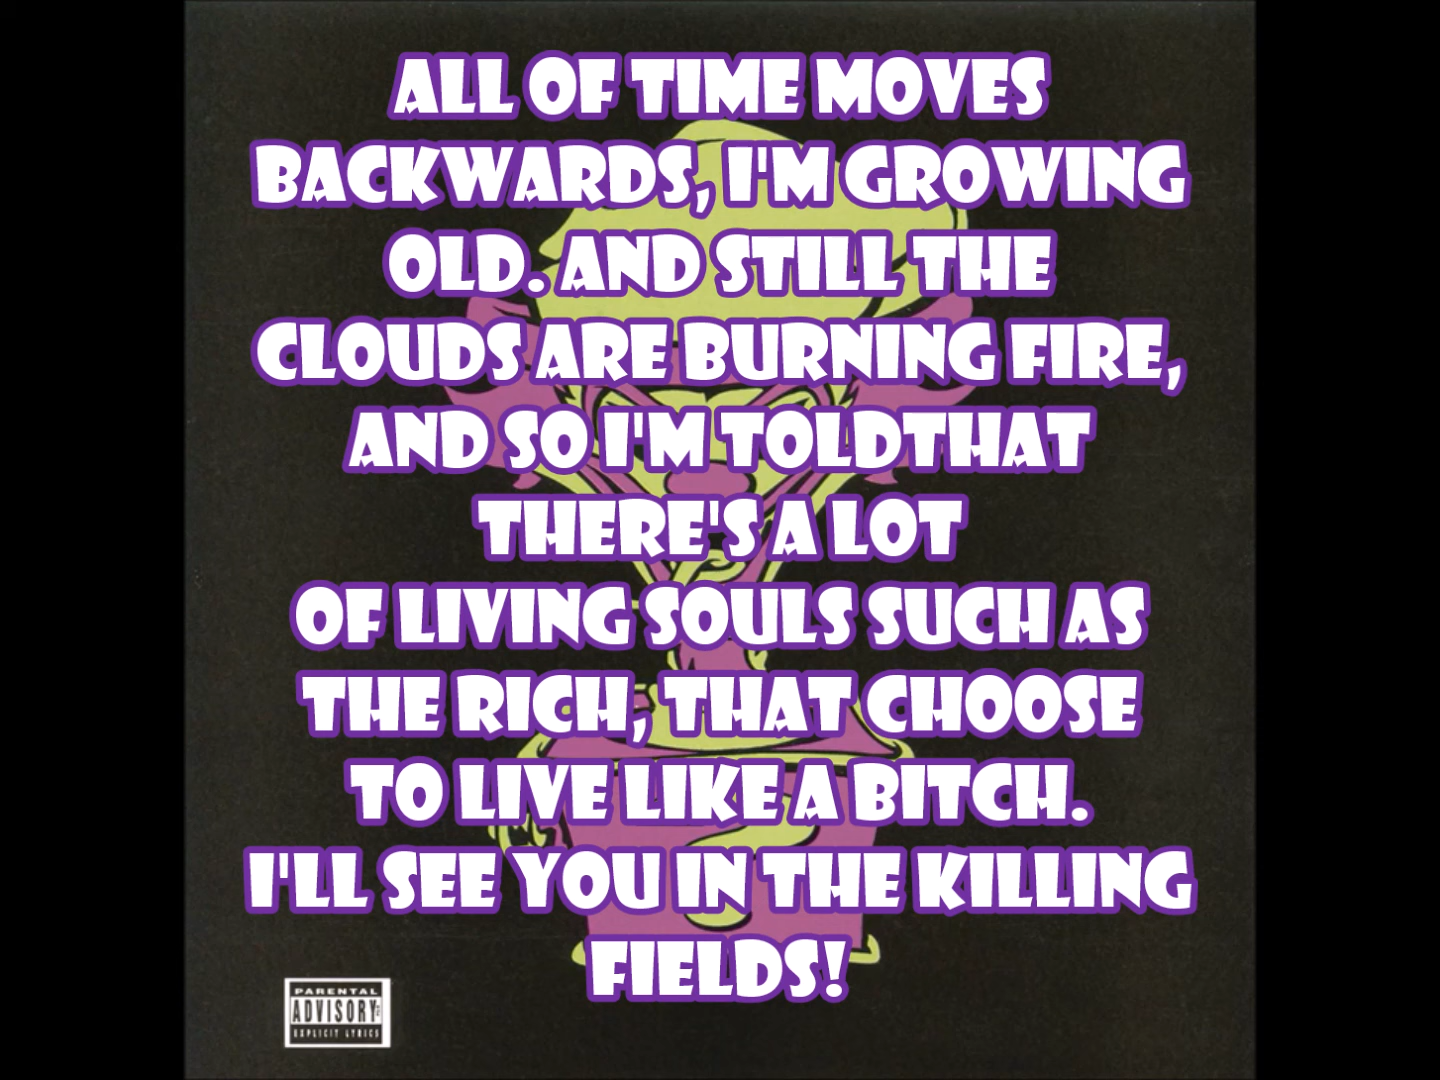 ALL OF TIME MOVES
BACKWARDS, I'M GROWING
OLD. AND STILL THE
CLOUDS ARE BURNING FIRE,
AND SO I'M TOLDTHAT
THERE'S A LOT
OF LIVING SOULS SUCH AS
THE RICH, THAT CHOOSE
TO LIVE LIKE A BITCH.
I'LL SEE YOU IN THE KILLING
FIELDS!
PARENTAL
ADVISORY
EXPLICIT LYRICS